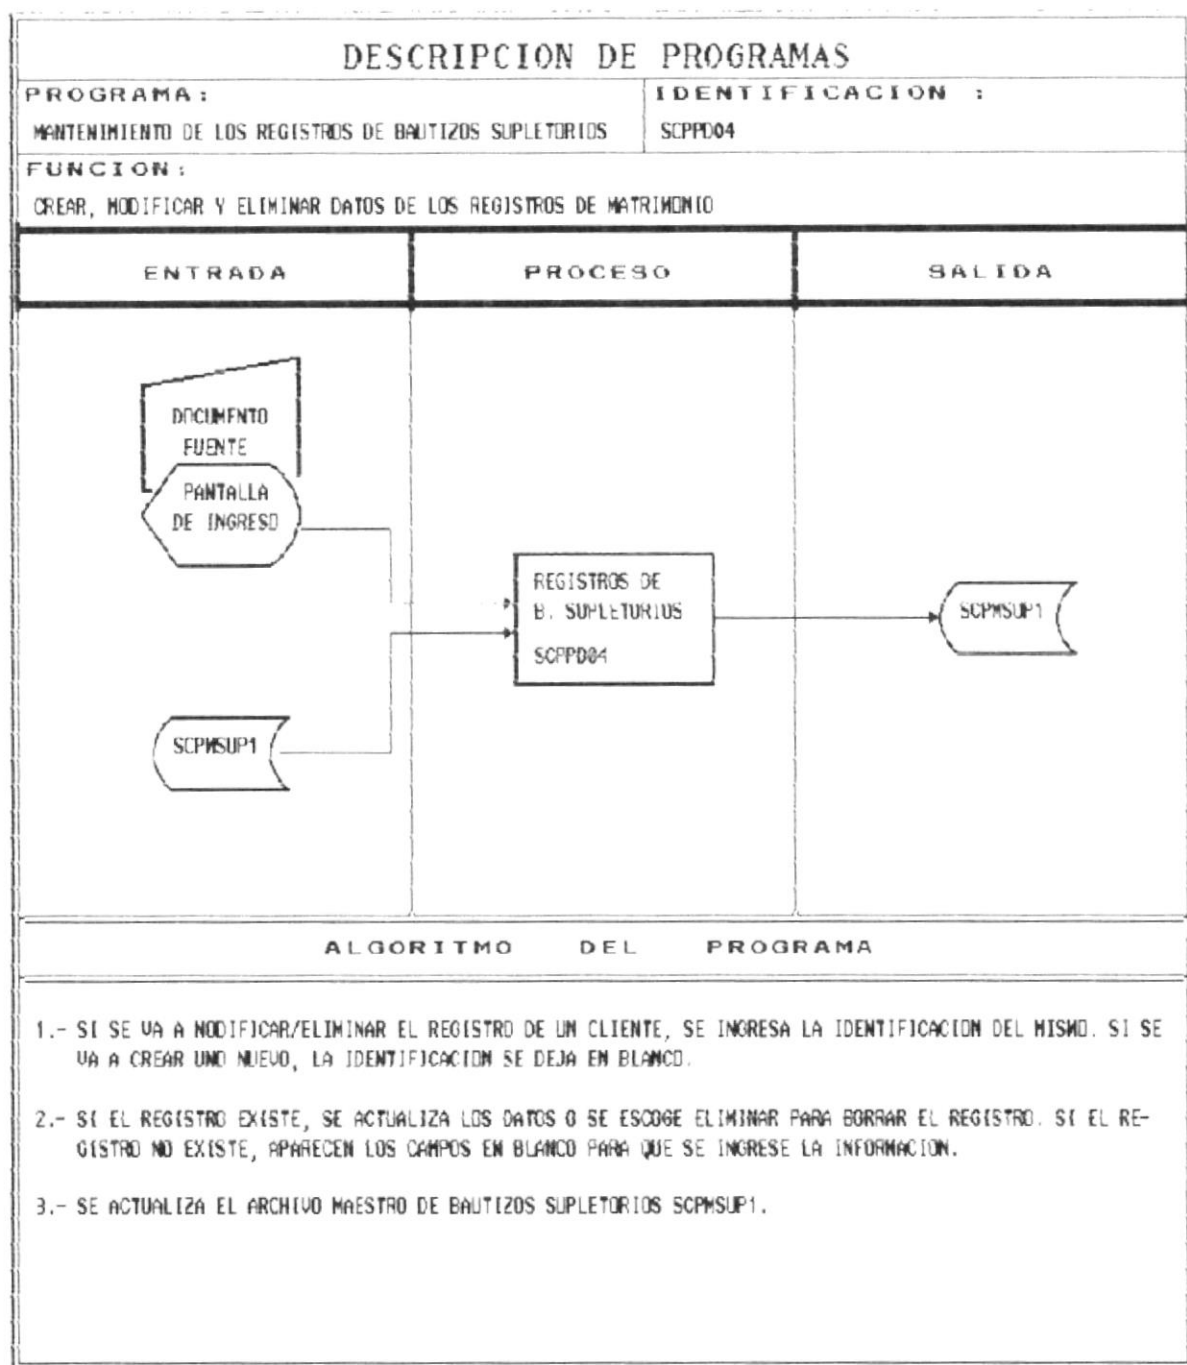 DESCRIPCION DE PROGRAMAS
PROGRAMA:
IDENTIFICACION :
MANTENIMIENTO DE LOS REGISTROS DE BAUTIZOS SUPLETORIOS
SCPPD04
FUNCION:
CREAR, MODIFICAR Y ELIMINAR DATOS DE LOS REGISTROS DE MATRIMONIO
ENTRADA
PROCESO
SALIDA
DOCUMENTO
FUENTE
PANTALLA
DE INGRESO
REGISTROS DE
B. SUPLETORIOS
SCPPD04
SCPMSUP1
SCPMSUP1
ALGORITMO DEL PROGRAMA
1.- SI SE VA A MODIFICAR/ELIMINAR EL REGISTRO DE UN CLIENTE, SE INGRESA LA IDENTIFICACION DEL MISMO. SI SE
VA A CREAR UNO NUEVO, LA IDENTIFICACION SE DEJA EN BLANCO.
2.- SI EL REGISTRO EXISTE, SE ACTUALIZA LOS DATOS O SE ESCOGE ELIMINAR PARA BORRAR EL REGISTRO. SI EL RE-
GISTRO NO EXISTE, APARECEN LOS CAMPOS EN BLANCO PARA QUE SE INGRESE LA INFORMACION.
3.- SE ACTUALIZA EL ARCHIVO MAESTRO DE BAUTIZOS SUPLETORIOS SCPMSUP1.